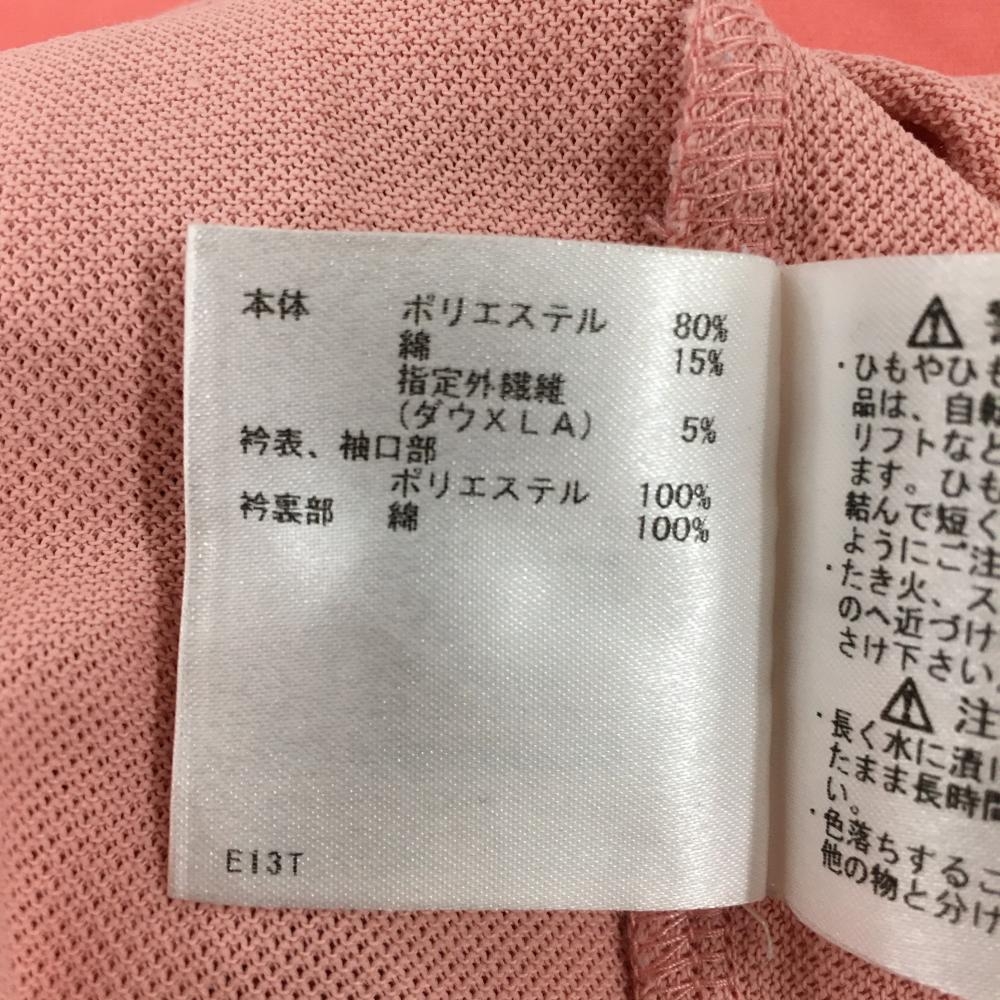 本体 ポリエステル 80%
綿 15%
指定外繊維
(ダウXLA) 5%
衿表、袖口部
ポリエステル 100%
衿裏部 綿 100%
E13T
・ひもやひも
品は、自転
リフトなど
ます。ひも
結んで短く
ようにご注
・たき火、ス
のへ近づけ
さけ下さい。
注
・長く水に漬け
たまま長時間
い。
・色落ちするこ
他の物と分け